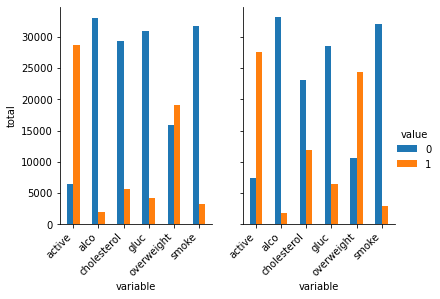 30000
25000
20000
15000
10000
5000
0
total
active
alco
cholesterol
gluc
overweight
smoke
variable
active
alco
cholesterol
gluc
overweight
smoke
variable
value
0
1